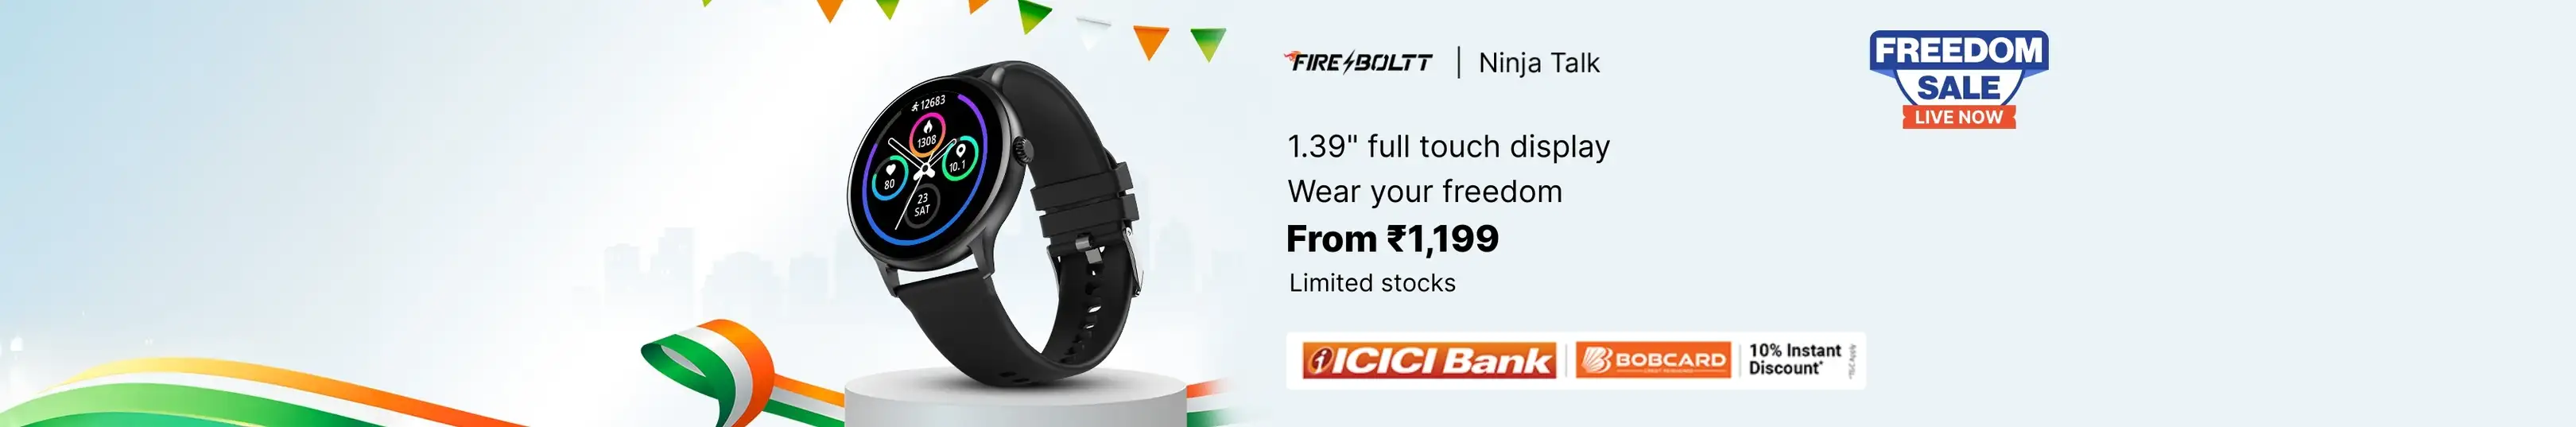 12683
1308
80
10.1
23
SAT
FIRE BOLTT | Ninja Talk
1.39" full touch display
Wear your freedom
From ₹1,199
Limited stocks
ICICI Bank
BOBCARD
10% Instant
Discount*
FREEDOM
SALE
LIVE NOW